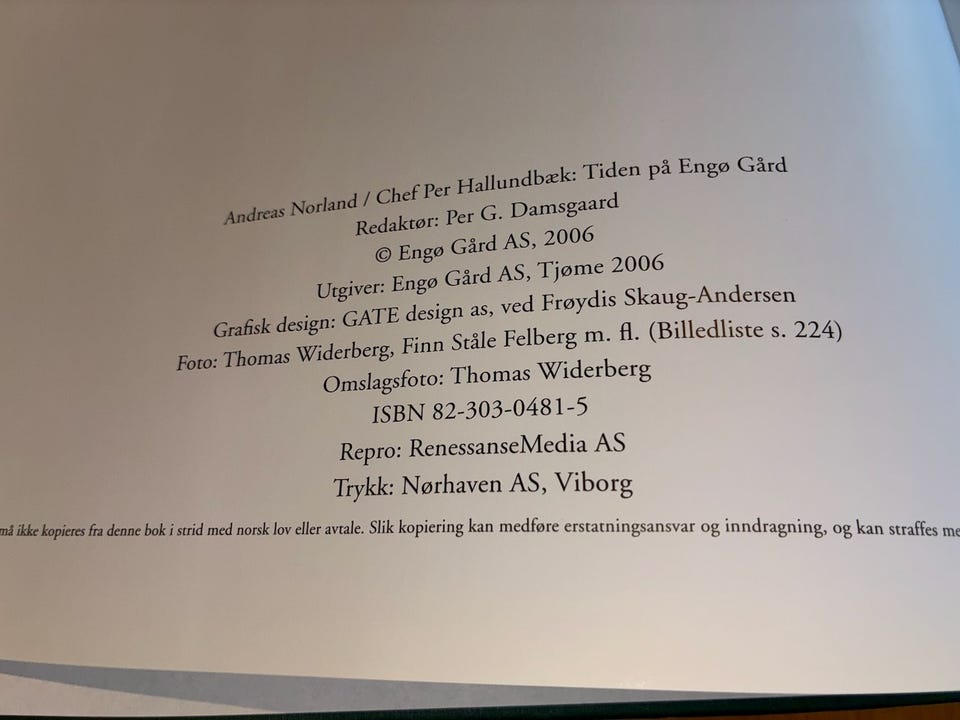 Andreas Norland / Chef Per Hallundbæk: Tiden på Engø Gård
Redaktør: Per G. Damsgaard
© Engø Gård AS, 2006
Utgiver: Engø Gård AS, Tjøme 2006
Grafisk design: GATE design as, ved Frøydis Skaug-Andersen
Foto: Thomas Widerberg, Finn Ståle Felberg m. fl. (Billedliste s. 224)
Omslagsfoto: Thomas Widerberg
ISBN 82-303-0481-5
Repro: RenessanseMedia AS
Trykk: Nørhaven AS, Viborg
må ikke kopieres fra denne bok i strid med norsk lov eller avtale. Slik kopiering kan medføre erstatningsansvar og inndragning, og kan straffes me